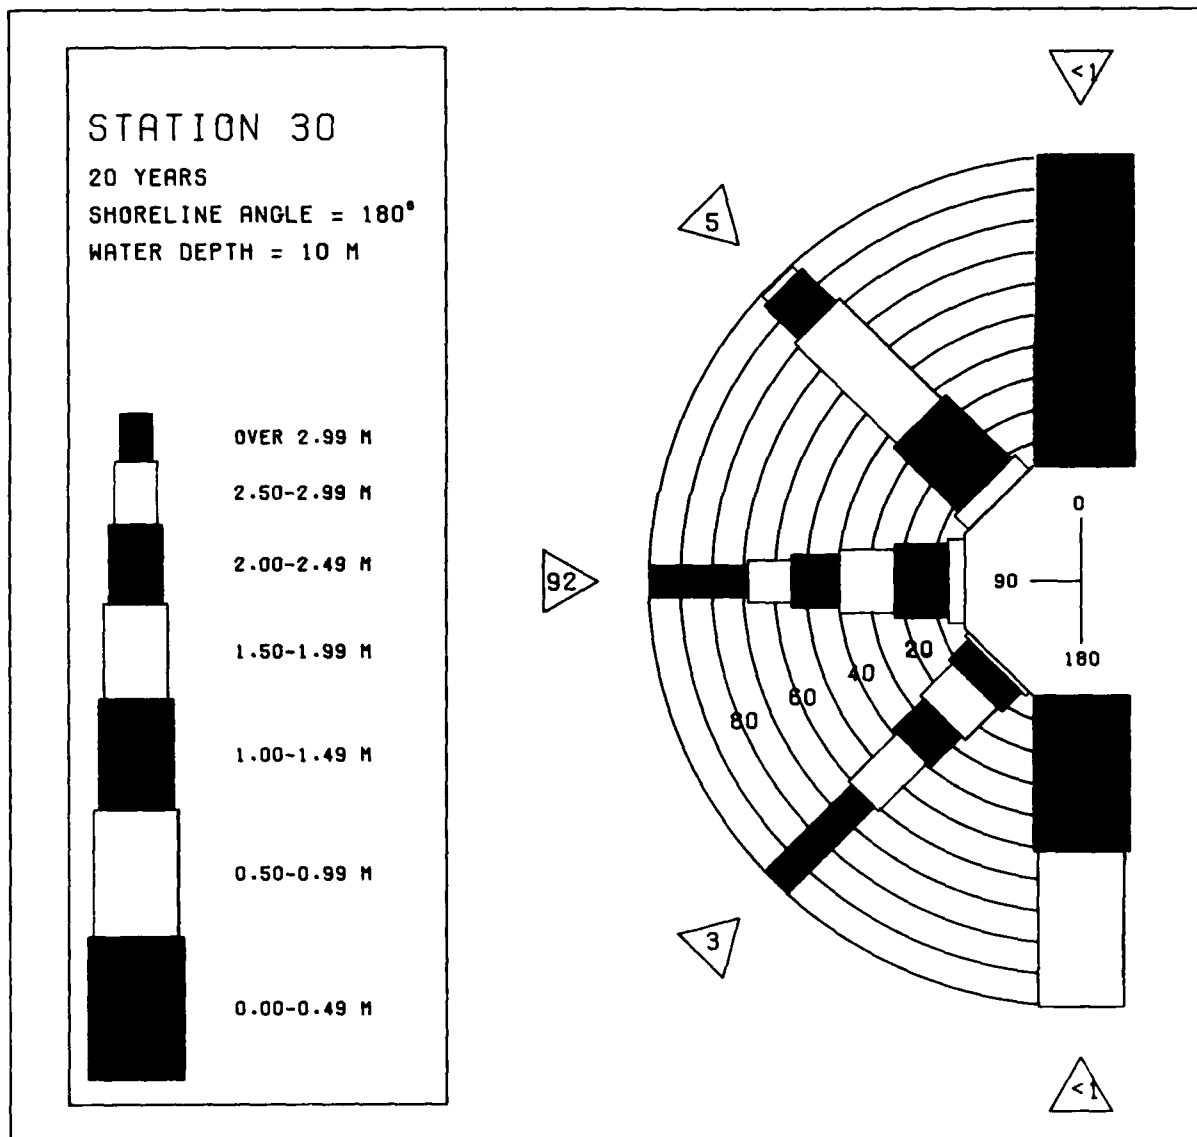 STATION 30
20 YEARS
SHORELINE ANGLE = 180°
WATER DEPTH = 10 M
OVER 2.99 M
2.50-2.99 M
2.00-2.49 M
1.50-1.99 M
1.00-1.49 M
0.50-0.99 M
0.00-0.49 M
<1
5
92
3
<1
0
90
180
20
40
60
80